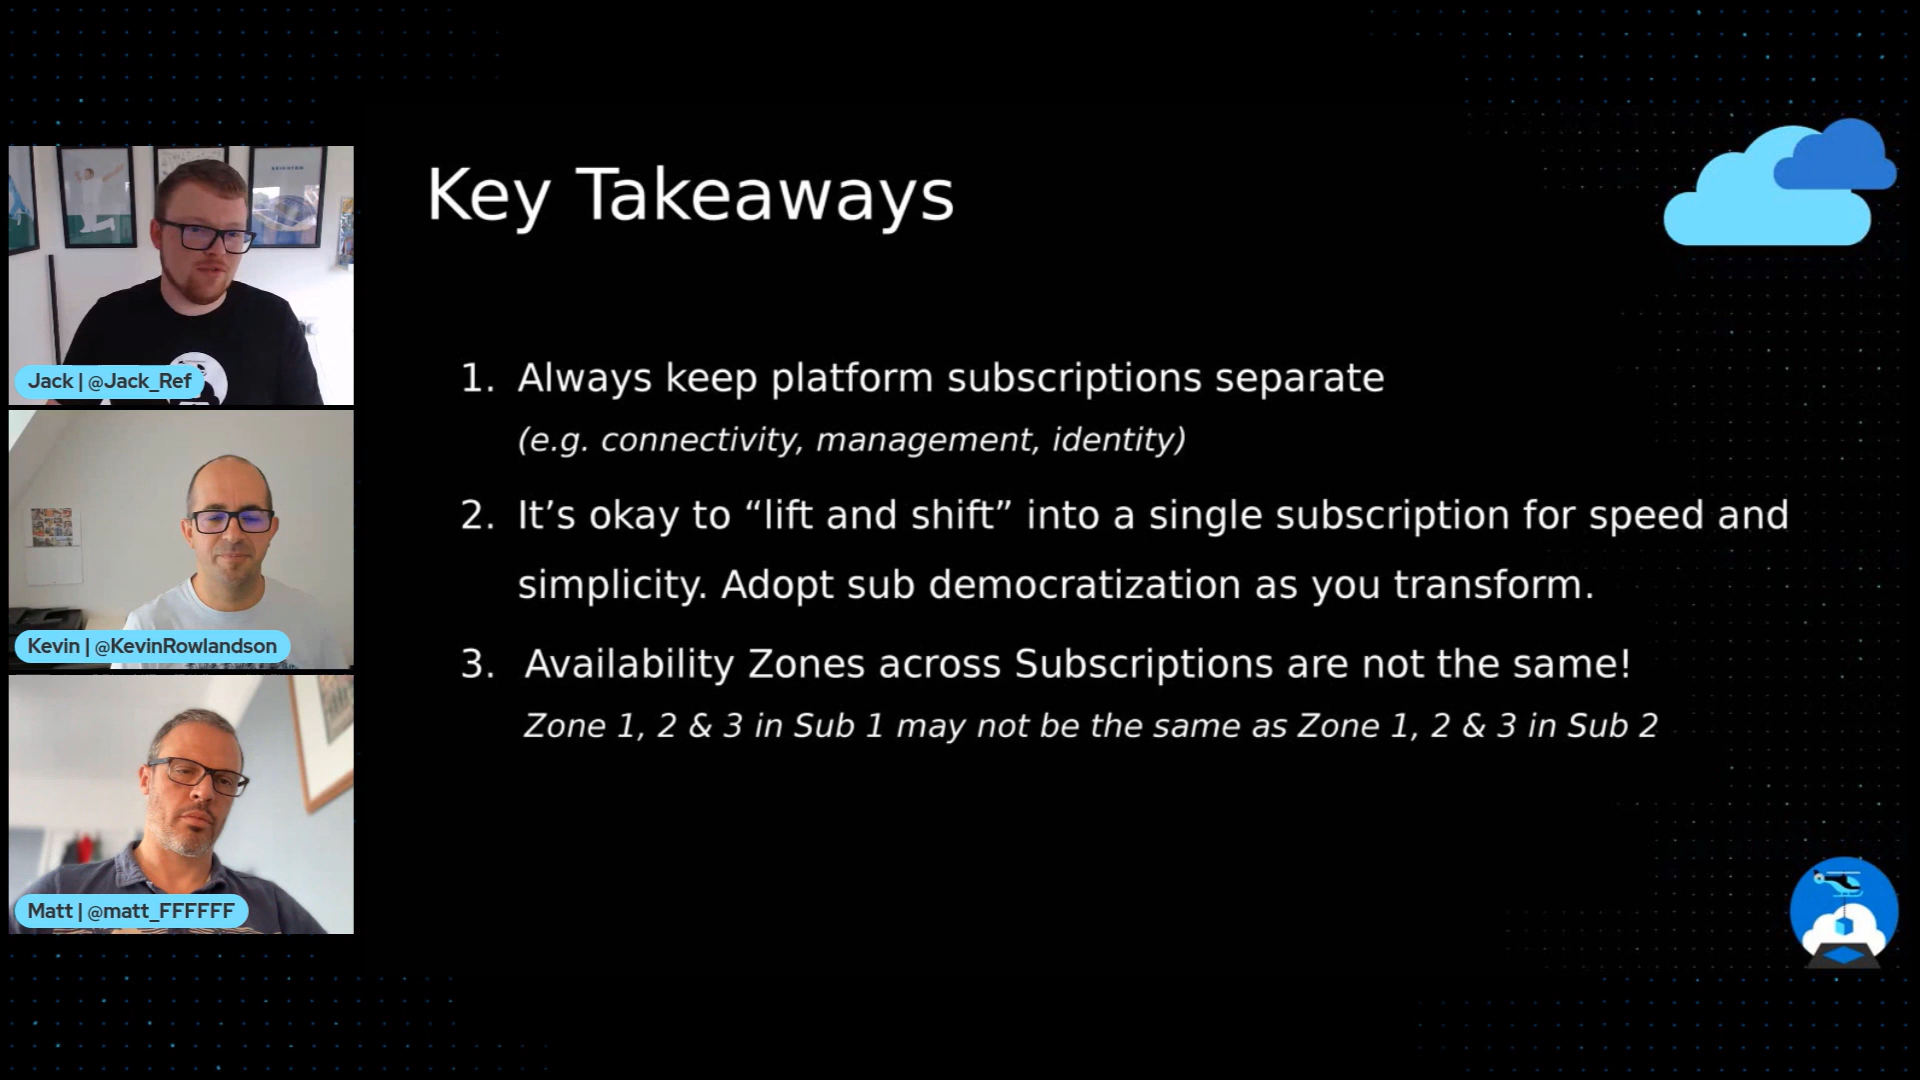 Key Takeaways
1. Always keep platform subscriptions separate
(e.g. connectivity, management, identity)
2. It’s okay to “lift and shift” into a single subscription for speed and
simplicity. Adopt sub democratization as you transform.
3. Availability Zones across Subscriptions are not the same!
Zone 1, 2 & 3 in Sub 1 may not be the same as Zone 1, 2 & 3 in Sub 2
Jack | @Jack_Ref
Kevin | @KevinRowlandson
Matt | @matt_FFFFFF